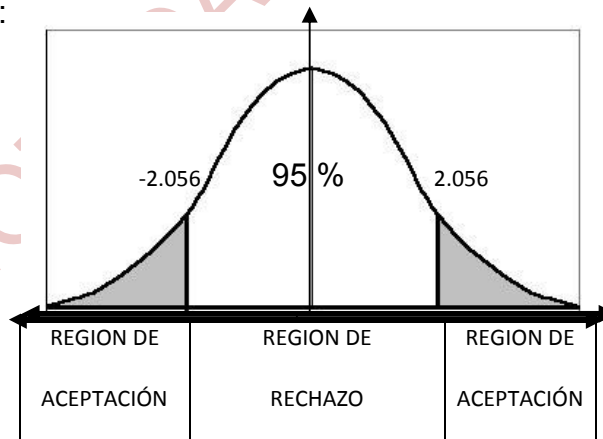 :
-2.056 95 % 2.056
REGION DE REGION DE REGION DE
ACEPTACIÓN RECHAZO ACEPTACIÓN